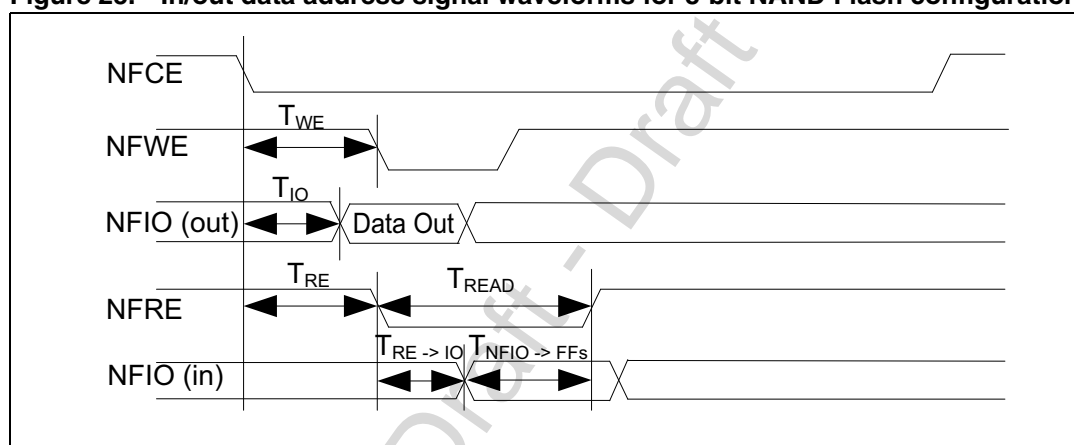 Figure 23. In/out data address signal waveforms for 8-bit NAND Flash configuration
NFCE
TWE
NFWE
TIO
NFIO (out)
Data Out
TRE
TREAD
NFRE
TRE -> IO
TNFIO -> FFs
NFIO (in)
Draft - Draft